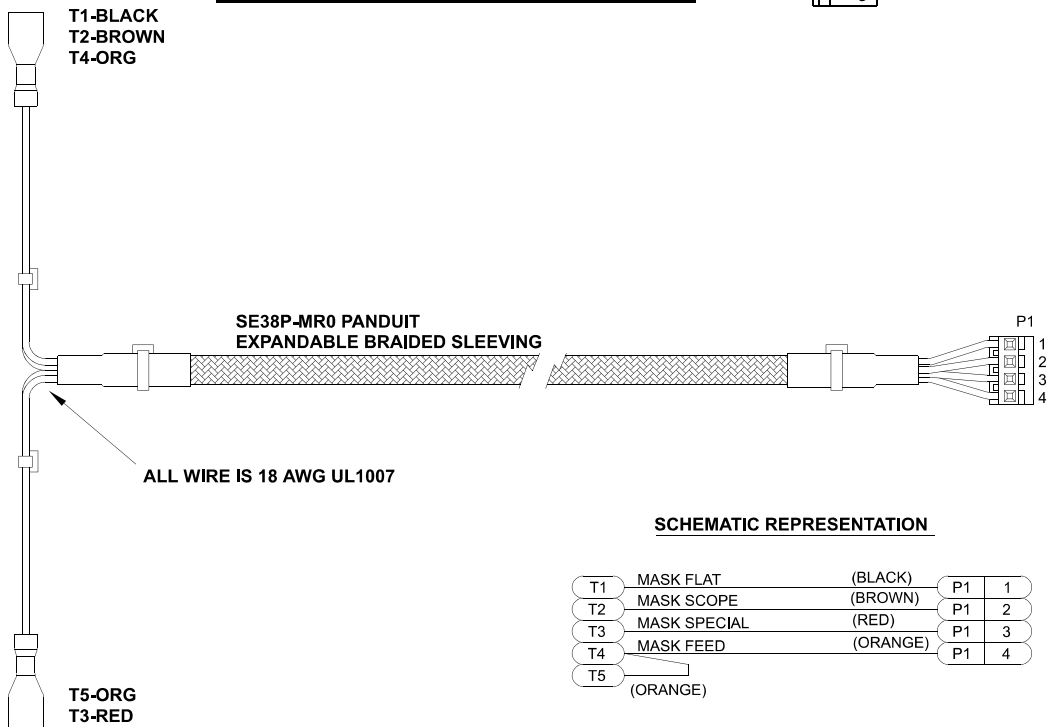 T1-BLACK
T2-BROWN
T4-ORG
SE38P-MR0 PANDUIT
EXPANDABLE BRAIDED SLEEVING
P1
1
2
3
4
ALL WIRE IS 18 AWG UL1007
SCHEMATIC REPRESENTATION
T1 MASK FLAT (BLACK) P1 1
T2 MASK SCOPE (BROWN) P1 2
T3 MASK SPECIAL (RED) P1 3
T4 MASK FEED (ORANGE) P1 4
T5 (ORANGE)
T5-ORG
T3-RED